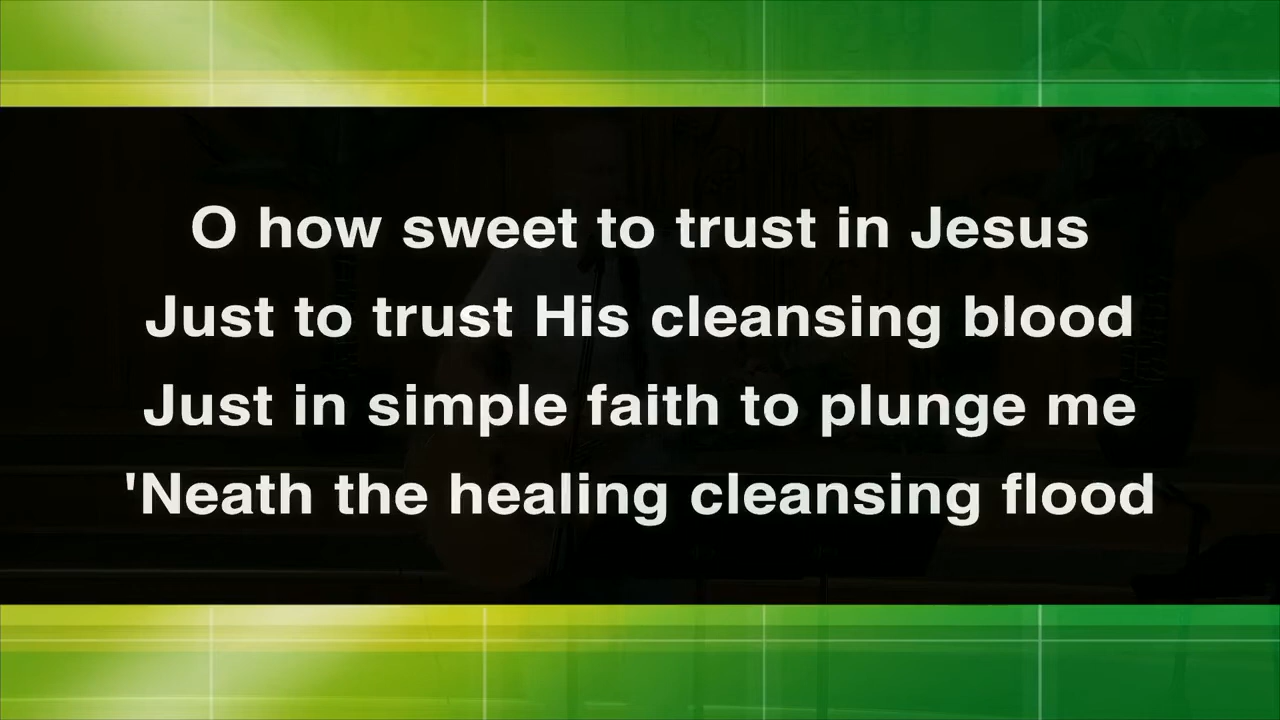 O how sweet to trust in Jesus
Just to trust His cleansing blood
Just in simple faith to plunge me
'Neath the healing cleansing flood